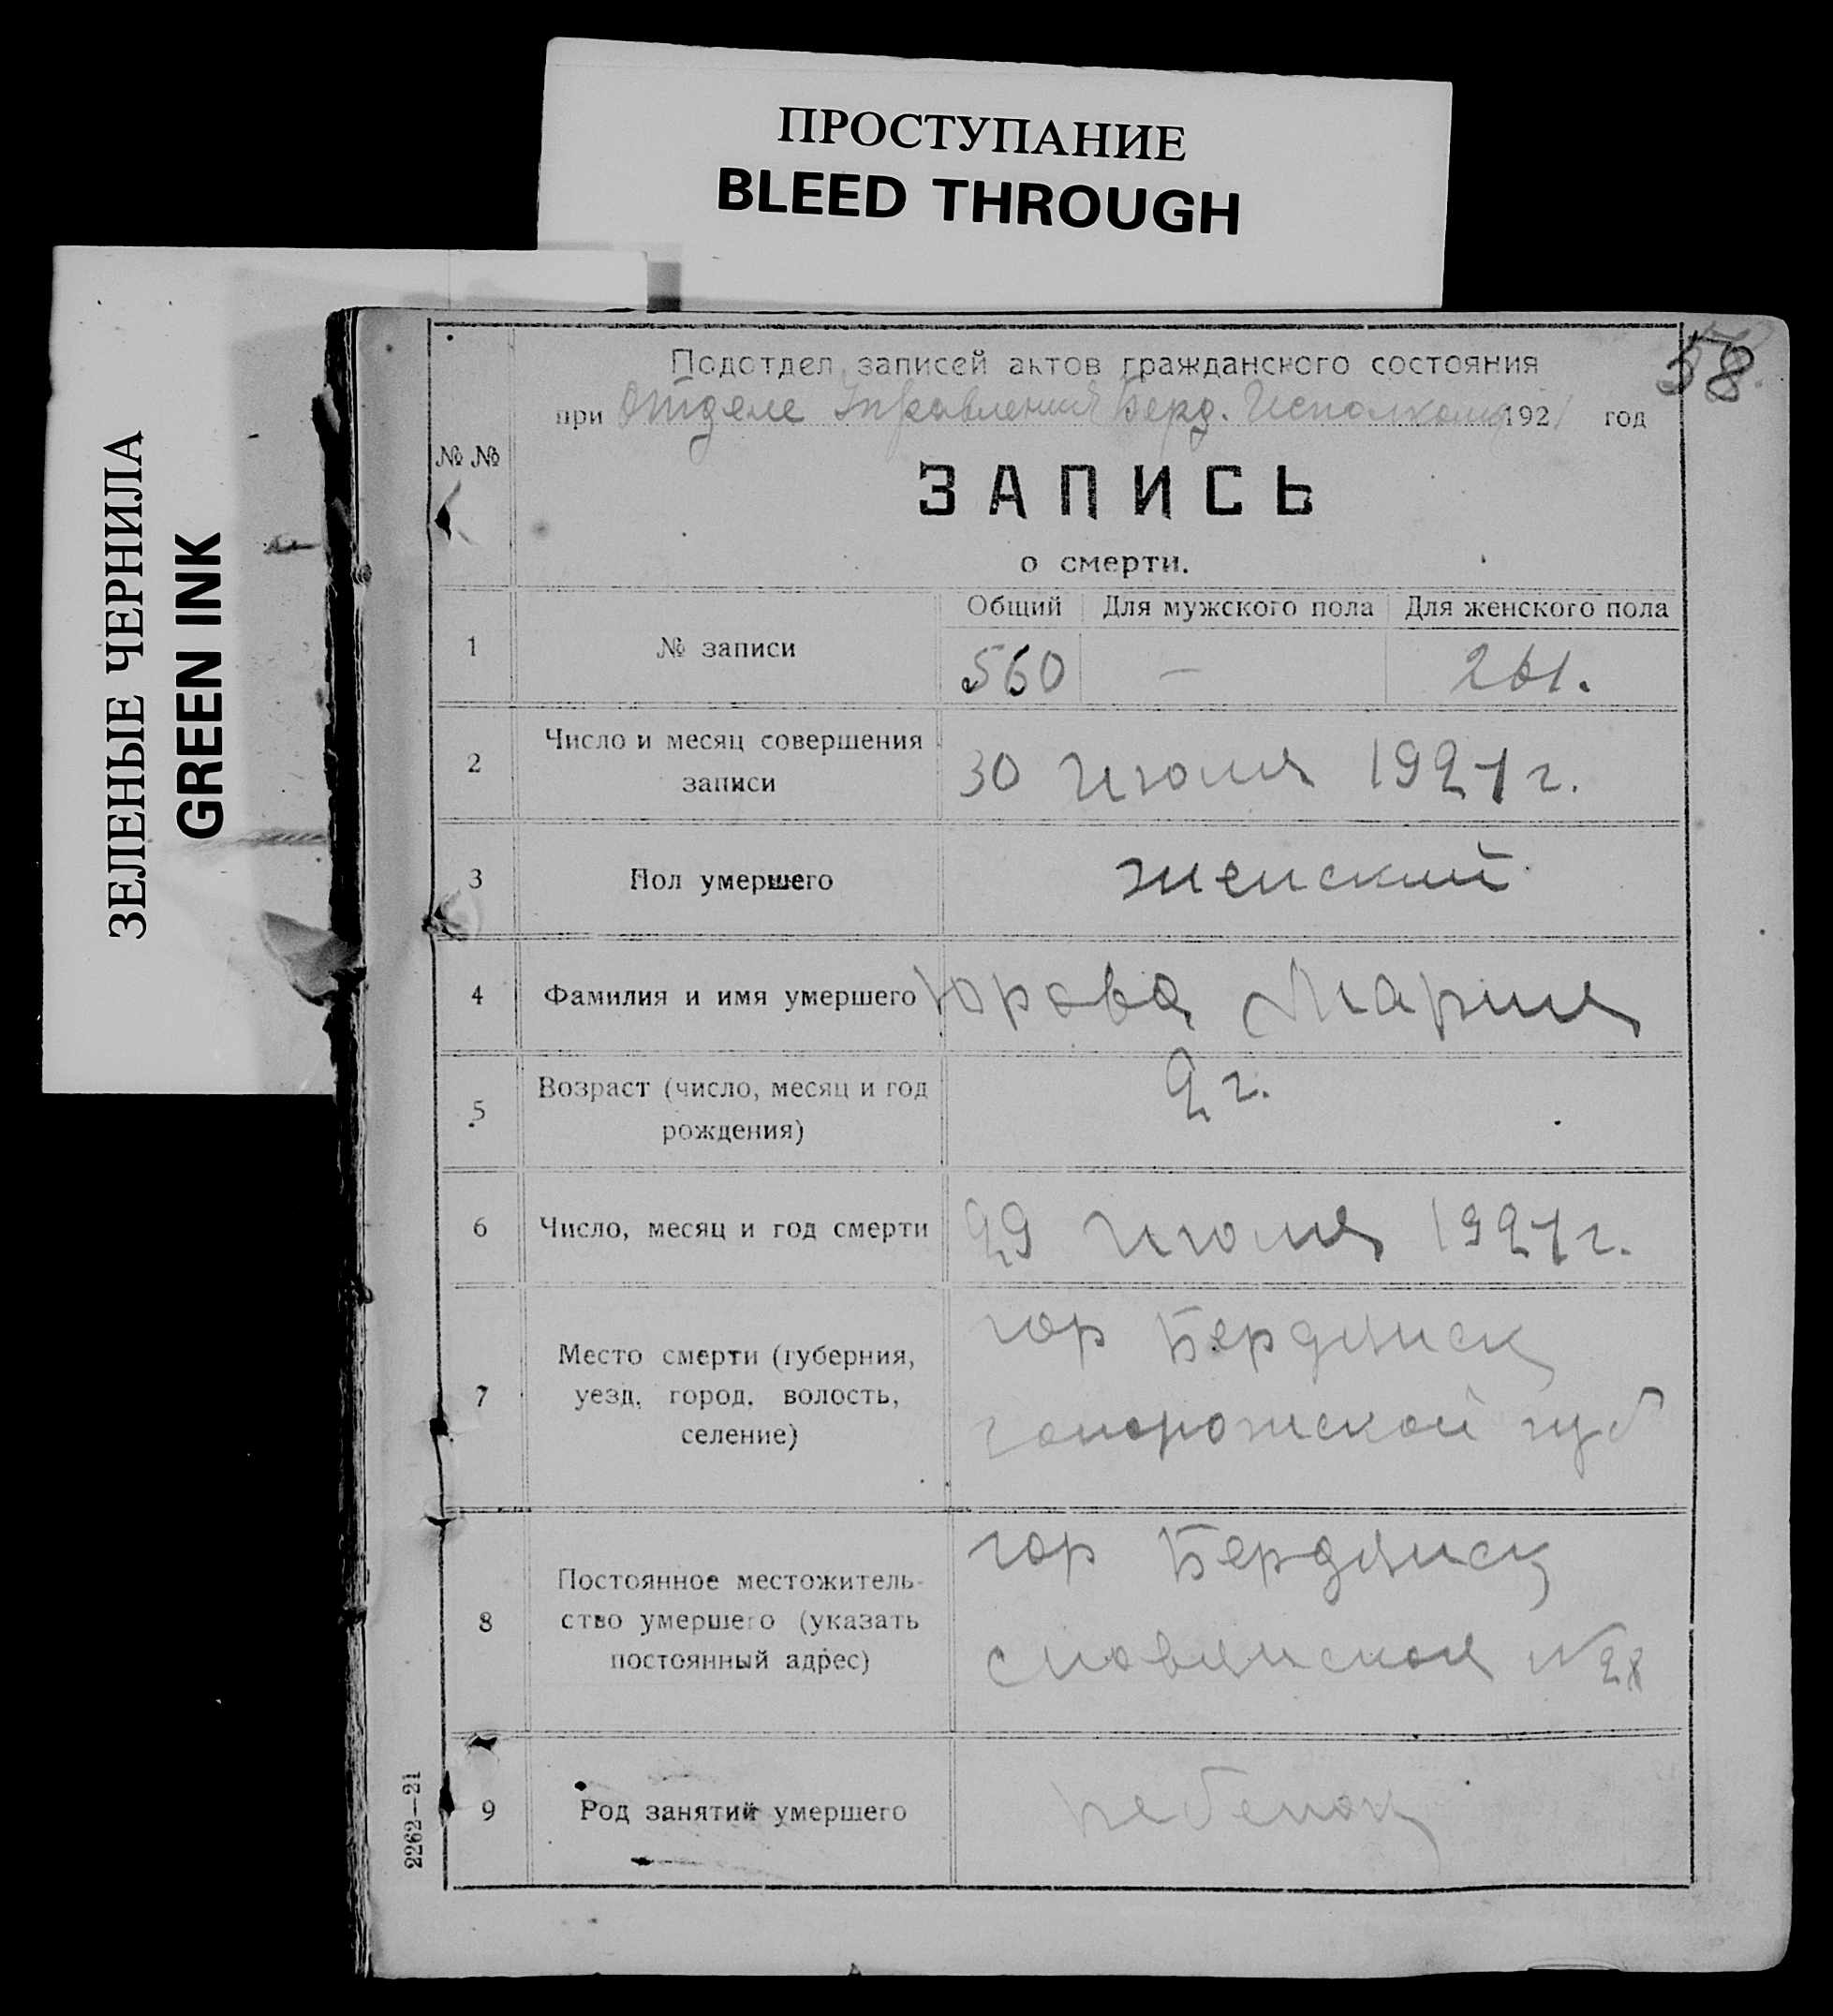 ПРОСТУПАНИЕ
BLEED THROUGH
ЗЕЛЕНЫЕ ЧЕРНИЛА
GREEN INK
58
Подотдел записей актов гражданского состояния
при Отделе Управления Берд. Исполкома 1921 год
№ №
ЗАПИСЬ
о смерти.
Общий Для мужского пола Для женского пола
1 № записи 560 — 261.
2 Число и месяц совершения
записи 30 Июля 1921 г.
3 Пол умершего женский
4 Фамилия и имя умершего Юрова Мария
5 Возраст (число, месяц и год
рождения) 2 г.
6 Число, месяц и год смерти 29 Июля 1921 г.
7 Место смерти (губерния,
уезд, город, волость,
селение)
гор Бердянск
Запорожской губ
8 Постоянное местожитель-
ство умершего (указать
постоянный адрес)
гор Бердянск
Словянская № 28
9 Род занятий умершего ребенок
2262—21